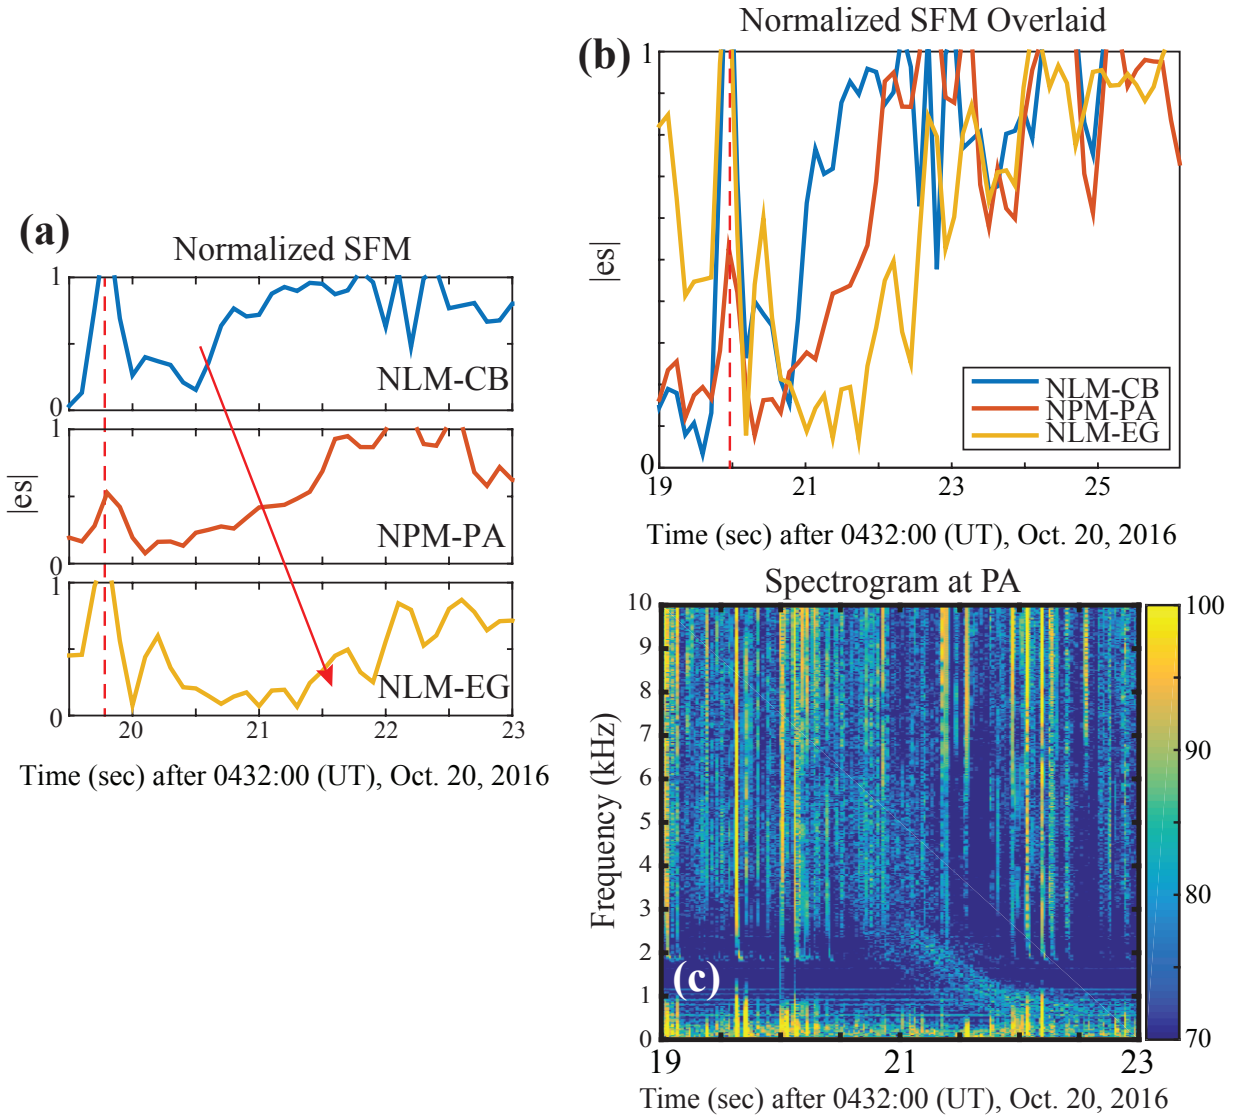 (a)
Normalized SFM
1
NLM-CB
0
1
|es|
NPM-PA
0
1
NLM-EG
0
20 21 22 23
Time (sec) after 0432:00 (UT), Oct. 20, 2016
Normalized SFM Overlaid
(b)
1
|es|
NLM-CB
NPM-PA
NLM-EG
0
19 21 23 25
Time (sec) after 0432:00 (UT), Oct. 20, 2016
Spectrogram at PA
10
9
8
7
6
5
4
3
2
1
0
Frequency (kHz)
(c)
100
90
80
70
19 21 23
Time (sec) after 0432:00 (UT), Oct. 20, 2016